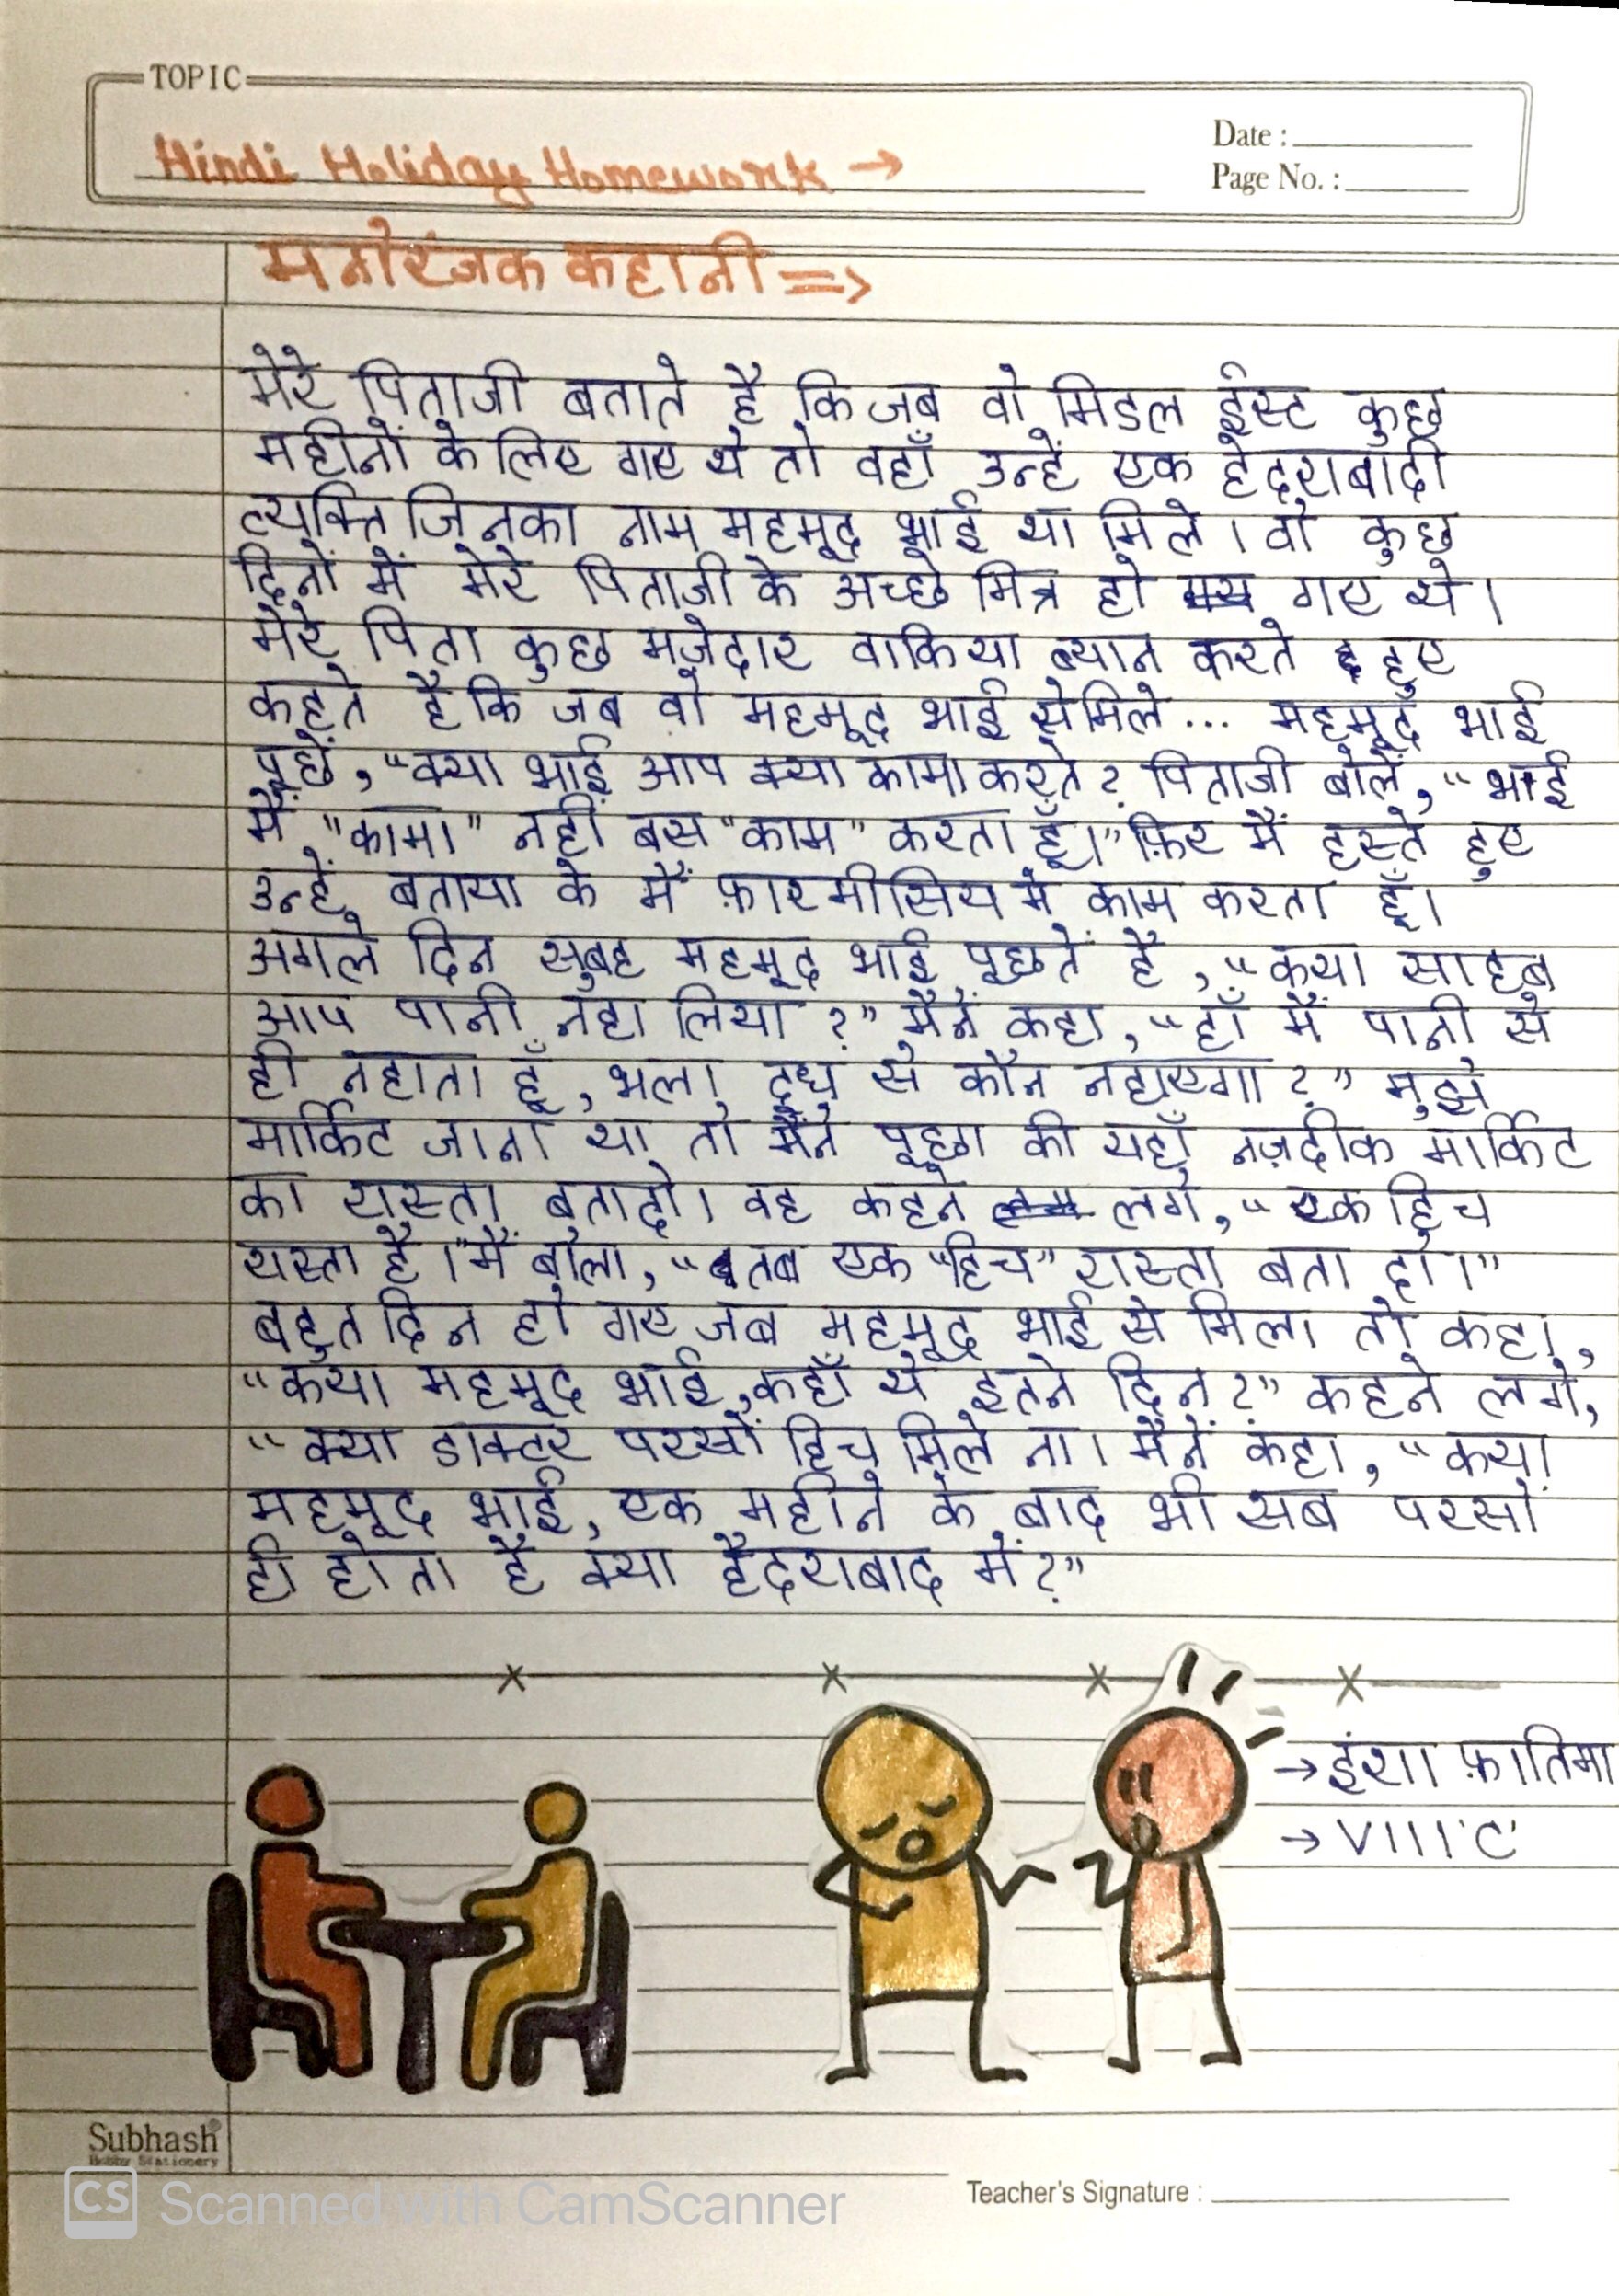 TOPIC
Hindi Holiday Homework →
Date :
Page No. :
मनोरंजक कहानी =>
मेरे पिताजी बताते है कि जब वो मिडल ईस्ट कुछ
महीनों के लिए गए थे तो वहाँ उन्हें एक हेदराबादी
व्यक्ति जिनका नाम महमूद भाई था मिले। वो कुछ
दिनों में मेरे पिताजी के अच्छे मित्र हो गए थे।
मेरे पिता कुछ मज़ेदार वाकिया ब्यान करते हुए
कहते है कि जब वो महमूद भाई से मिले... महमूद भाई
पूछें, “क्या भाई आप क्या कामा करते? पिताजी बोलें, “भाई
मैं “कामा” नहीं बस “काम” करता हूँ।” फ़िर मैं हस्ते हुए
उन्हें बताया के मैं फ़ारमीसिय मे काम करता हूँ।
अगले दिन सुबह महमूद भाई पूछते है, “क्या साहब
आप पानी नहा लिया ?” मैनें कहा, “हाँ मैं पानी से
ही नहाता हूँ, भला दूध से कौन नहाएगा ?” मुझे
मार्किट जाना था तो मैंने पूछा की यहाँ नज़दीक मार्किट
का रास्ता बतादो। वह कहने लगे, “एक हिच
रास्ता है।” मैं बोला, “तब एक “हिच” रास्ता बता दो।”
बहुत दिन हो गए जब महमूद भाई से मिला तो कहा,
“क्या महमूद भाई, कहाँ थे इतने दिन?” कहने लगे,
“क्या डाक्टर परसों हिच मिले ना। मैनें कहा, “क्या
महमूद भाई, एक महीने के बाद भी सब परसों
ही होता है क्या हैदराबाद में?”
→ इंशा फ़ातिमा
→ VIII 'C'
Subhash
Hobby Stationery
Teacher's Signature :
CS Scanned with CamScanner